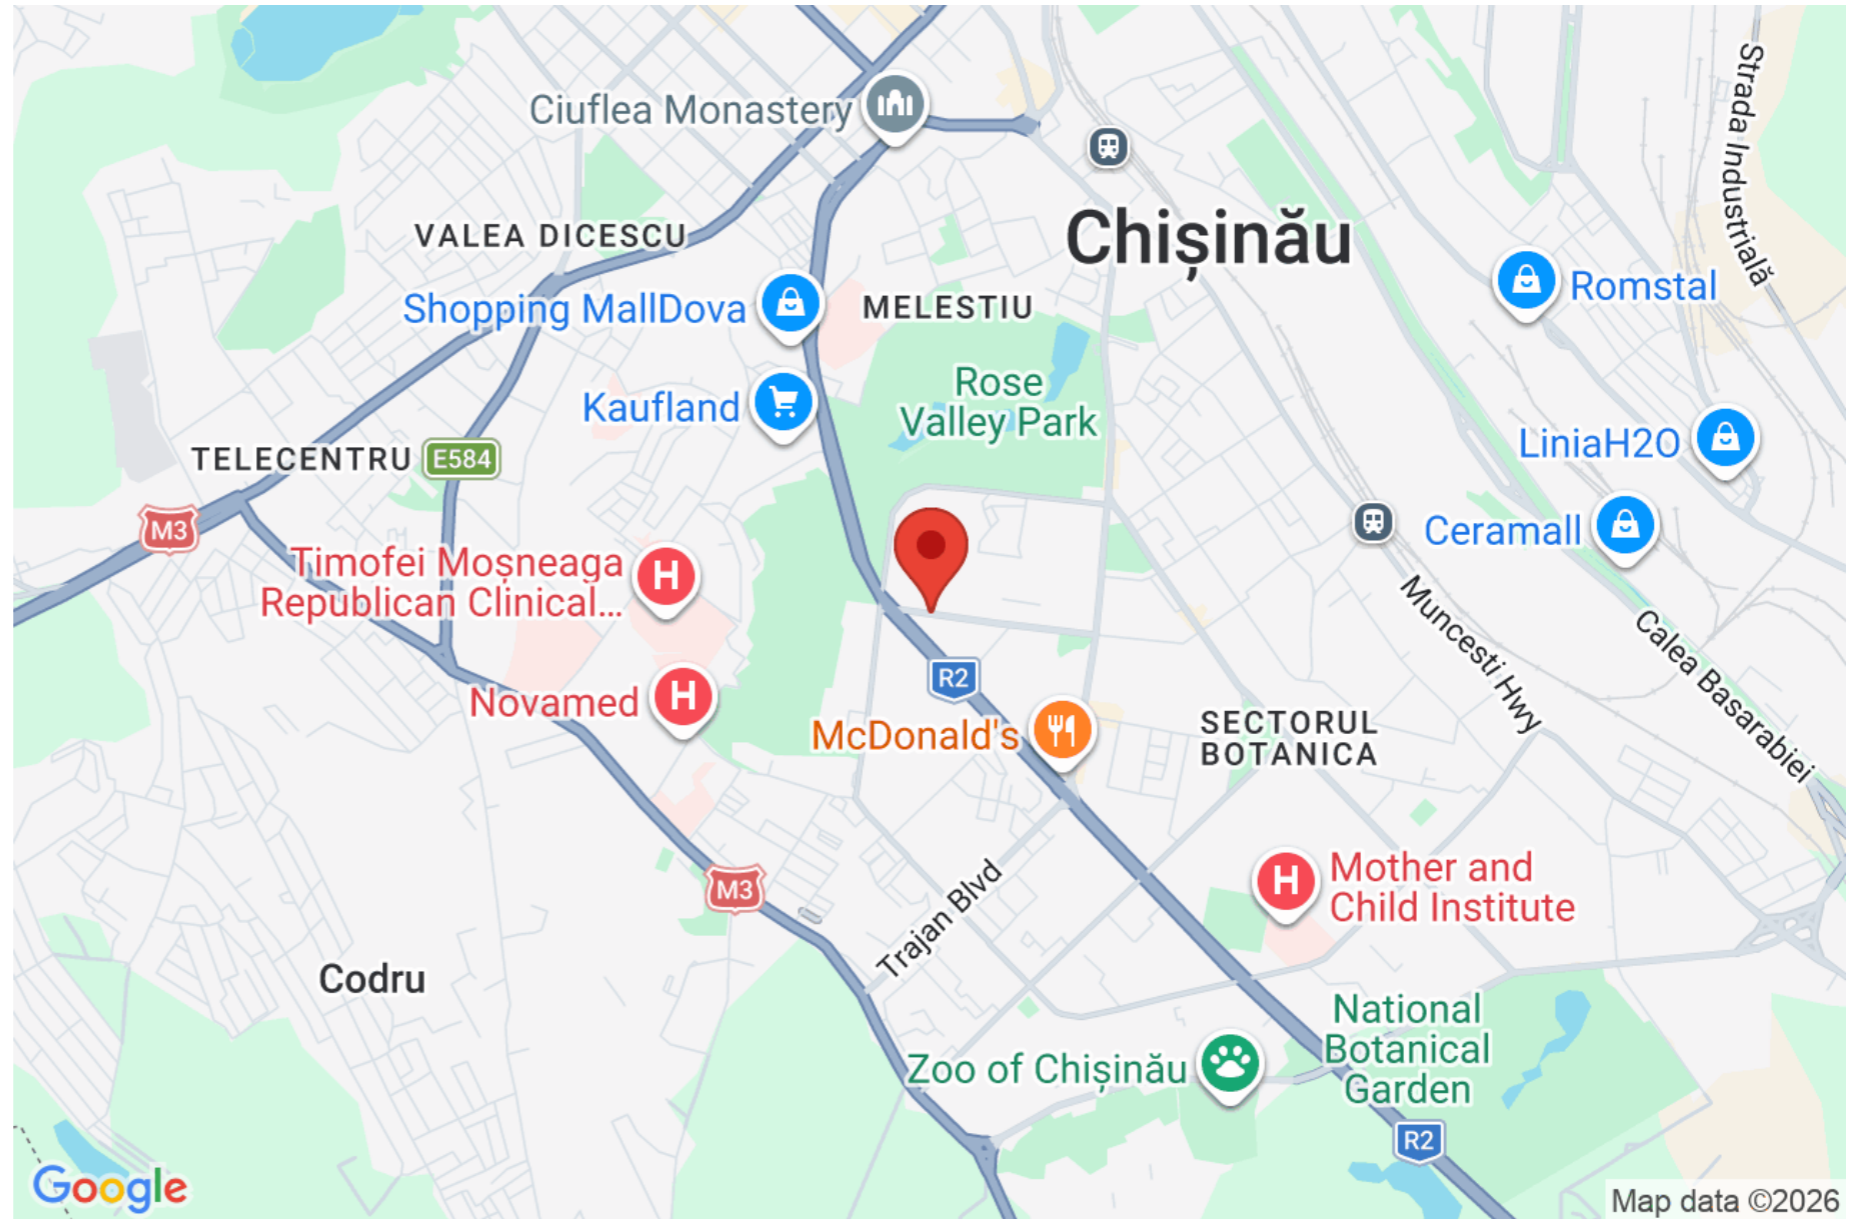 Ciuflea Monastery
Strada Industrială
Chișinău
VALEA DICESCU
Shopping MallDova
MELESTIU
Romstal
Rose
Valley Park
Kaufland
TELECENTRU
E584
LiniaH2O
M3
Ceramall
Timofei Moșneaga
Republican Clinical...
H
Muncesti Hwy
Calea Basarabiei
R2
Novamed
H
McDonald's
SECTORUL
BOTANICA
M3
H
Mother and
Child Institute
Trajan Blvd
Codru
National
Botanical
Garden
Zoo of Chișinău
R2
Google
Map data ©2026